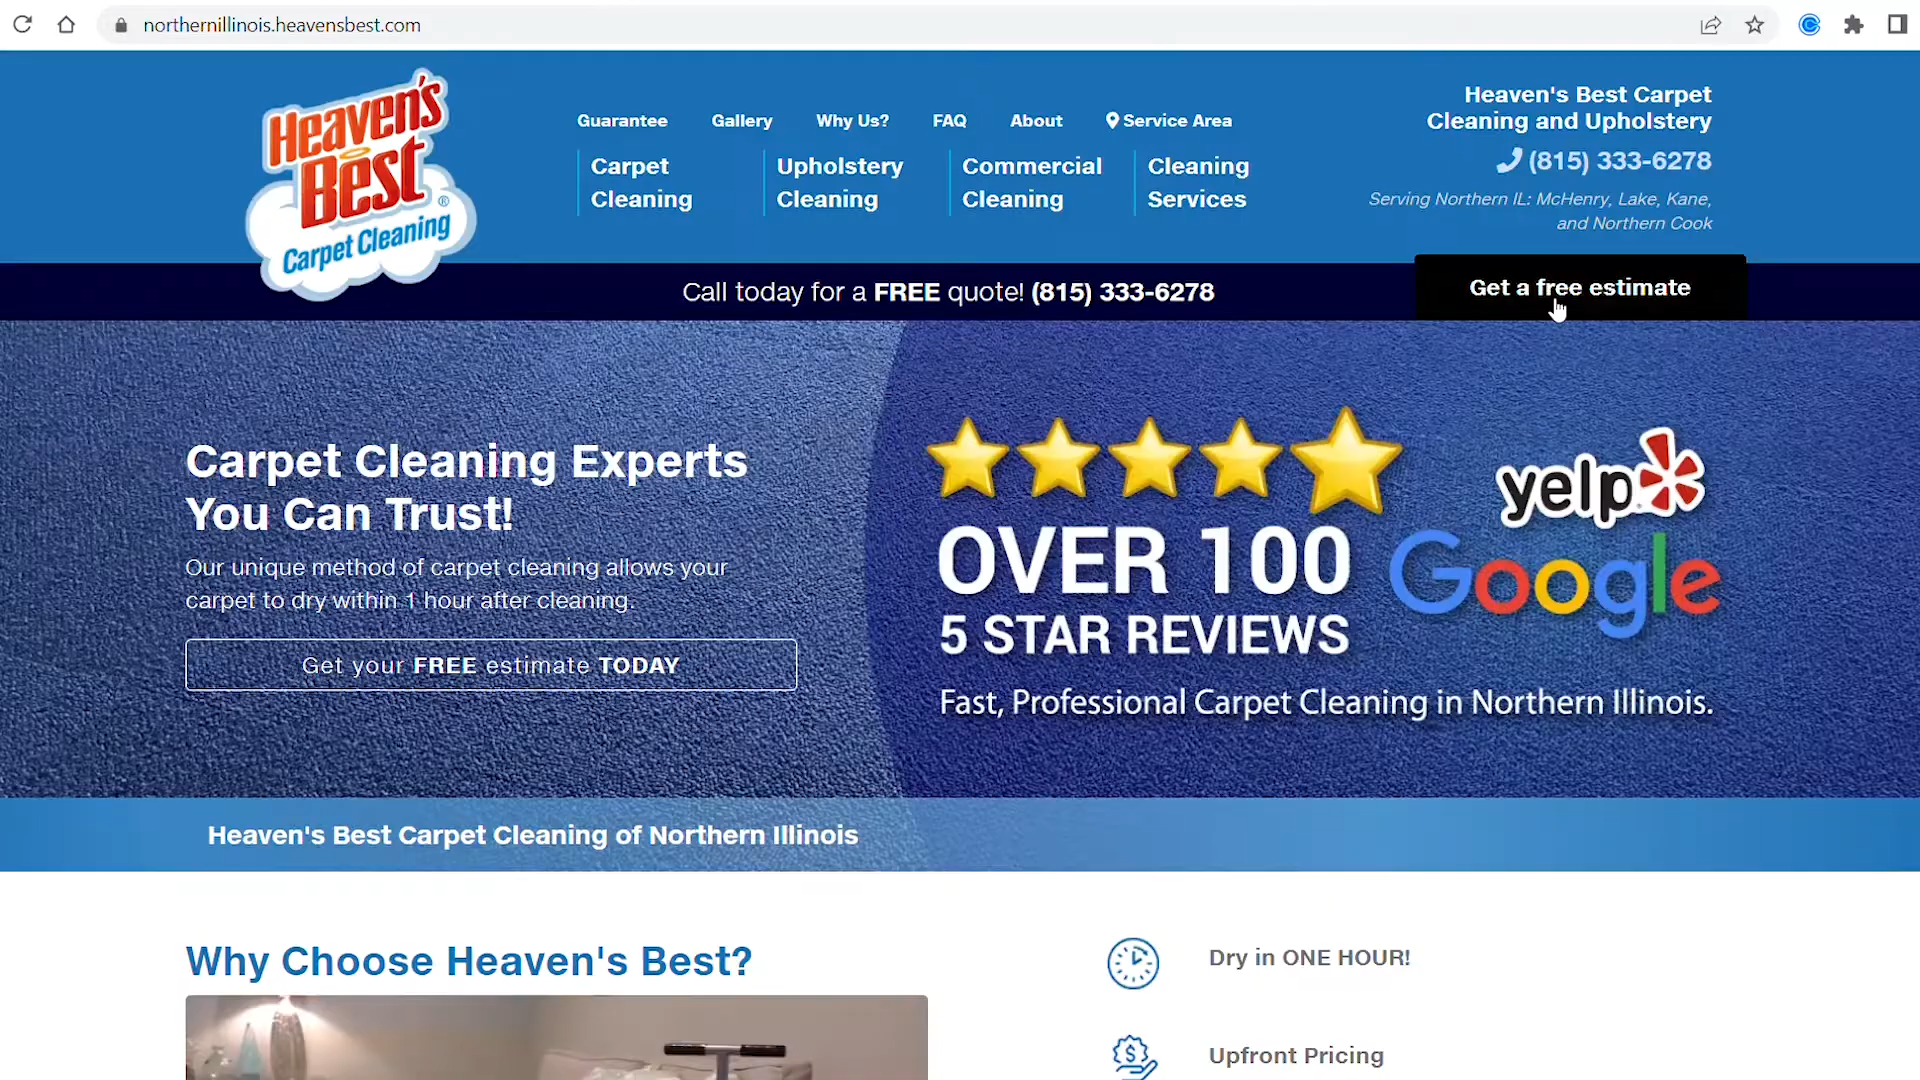 northernillinois.heavensbest.com
Heaven's
Best®
Carpet Cleaning
Guarantee
Gallery
Why Us?
FAQ
About
Service Area
Carpet
Cleaning
Upholstery
Cleaning
Commercial
Cleaning
Cleaning
Services
Heaven's Best Carpet
Cleaning and Upholstery
(815) 333-6278
Serving Northern IL: McHenry, Lake, Kane,
and Northern Cook
Call today for a FREE quote! (815) 333-6278
Get a free estimate
Carpet Cleaning Experts
You Can Trust!
Our unique method of carpet cleaning allows your
carpet to dry within 1 hour after cleaning.
Get your FREE estimate TODAY
OVER 100
5 STAR REVIEWS
yelp
Google
Fast, Professional Carpet Cleaning in Northern Illinois.
Heaven's Best Carpet Cleaning of Northern Illinois
Why Choose Heaven's Best?
Dry in ONE HOUR!
$
Upfront Pricing